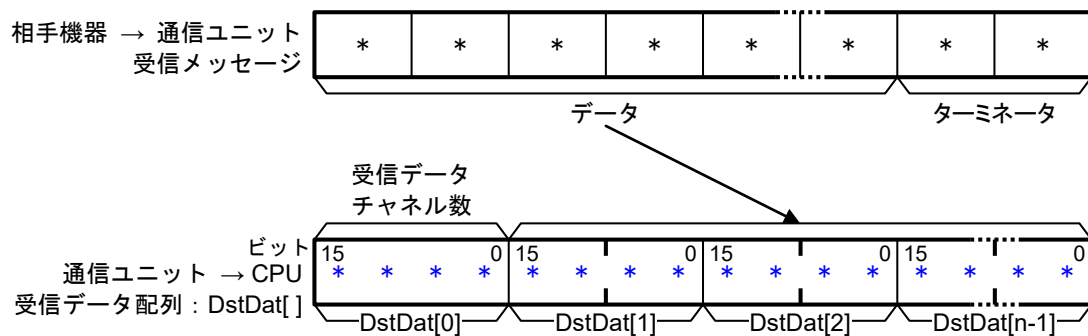 相手機器 → 通信ユニット
受信メッセージ
* * * * * * * *
データ ターミネータ
受信データ
チャネル数
ビット 15 0 15 0 15 0 15 0
通信ユニット → CPU * * * * * * * * * * * * * * * *
受信データ配列：DstDat[ ]
DstDat[0] DstDat[1] DstDat[2] DstDat[n-1]